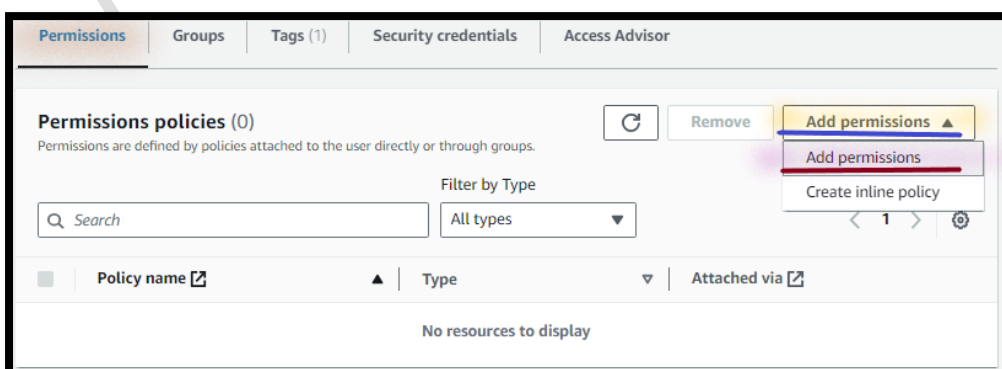 Permissions Groups Tags (1) Security credentials Access Advisor
Permissions policies (0) Remove Add permissions
Permissions are defined by policies attached to the user directly or through groups.
Add permissions
Filter by Type
Create inline policy
Search All types 1
Policy name Type Attached via
No resources to display